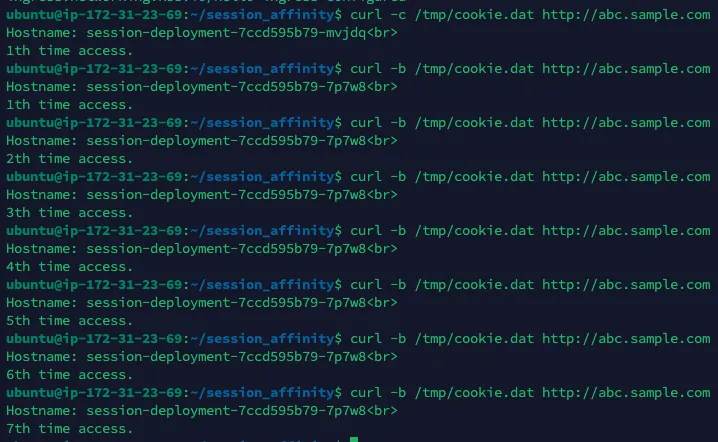 ubuntu@ip-172-31-23-69:~/session_affinity$ curl -c /tmp/cookie.dat http://abc.sample.com
Hostname: session-deployment-7ccd595b79-mvjdq<br>
1th time access.
ubuntu@ip-172-31-23-69:~/session_affinity$ curl -b /tmp/cookie.dat http://abc.sample.com
Hostname: session-deployment-7ccd595b79-7p7w8<br>
1th time access.
ubuntu@ip-172-31-23-69:~/session_affinity$ curl -b /tmp/cookie.dat http://abc.sample.com
Hostname: session-deployment-7ccd595b79-7p7w8<br>
2th time access.
ubuntu@ip-172-31-23-69:~/session_affinity$ curl -b /tmp/cookie.dat http://abc.sample.com
Hostname: session-deployment-7ccd595b79-7p7w8<br>
3th time access.
ubuntu@ip-172-31-23-69:~/session_affinity$ curl -b /tmp/cookie.dat http://abc.sample.com
Hostname: session-deployment-7ccd595b79-7p7w8<br>
4th time access.
ubuntu@ip-172-31-23-69:~/session_affinity$ curl -b /tmp/cookie.dat http://abc.sample.com
Hostname: session-deployment-7ccd595b79-7p7w8<br>
5th time access.
ubuntu@ip-172-31-23-69:~/session_affinity$ curl -b /tmp/cookie.dat http://abc.sample.com
Hostname: session-deployment-7ccd595b79-7p7w8<br>
6th time access.
ubuntu@ip-172-31-23-69:~/session_affinity$ curl -b /tmp/cookie.dat http://abc.sample.com
Hostname: session-deployment-7ccd595b79-7p7w8<br>
7th time access.